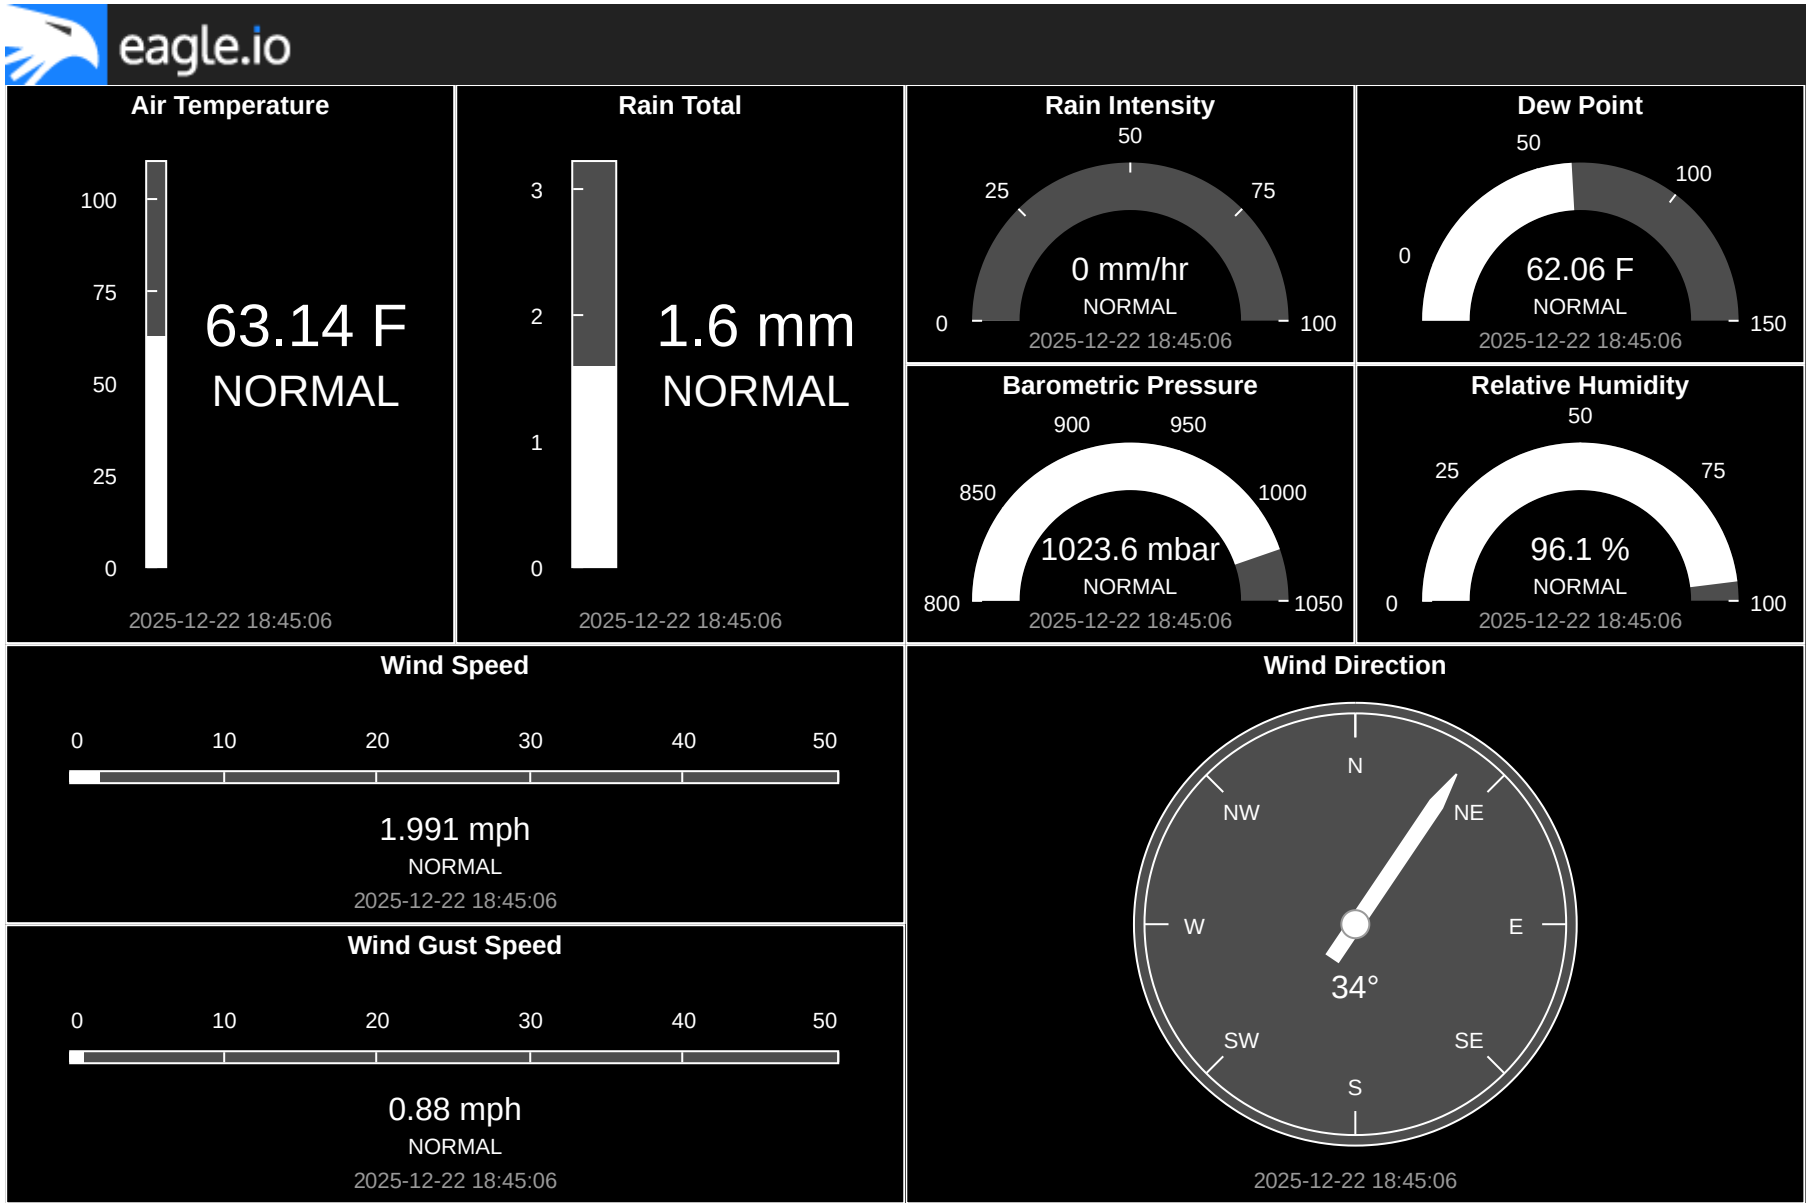 eagle.io
Air Temperature
100
75
50
25
0
63.14 F
NORMAL
2025-12-22 18:45:06
Rain Total
3
2
1
0
1.6 mm
NORMAL
2025-12-22 18:45:06
Rain Intensity
0
25
50
75
100
0 mm/hr
NORMAL
2025-12-22 18:45:06
Dew Point
0
50
100
150
62.06 F
NORMAL
2025-12-22 18:45:06
Barometric Pressure
800
850
900
950
1000
1050
1023.6 mbar
NORMAL
2025-12-22 18:45:06
Relative Humidity
0
25
50
75
100
96.1 %
NORMAL
2025-12-22 18:45:06
Wind Speed
0 10 20 30 40 50
1.991 mph
NORMAL
2025-12-22 18:45:06
Wind Gust Speed
0 10 20 30 40 50
0.88 mph
NORMAL
2025-12-22 18:45:06
Wind Direction
N
NW NE
W E
34°
SW SE
S
2025-12-22 18:45:06